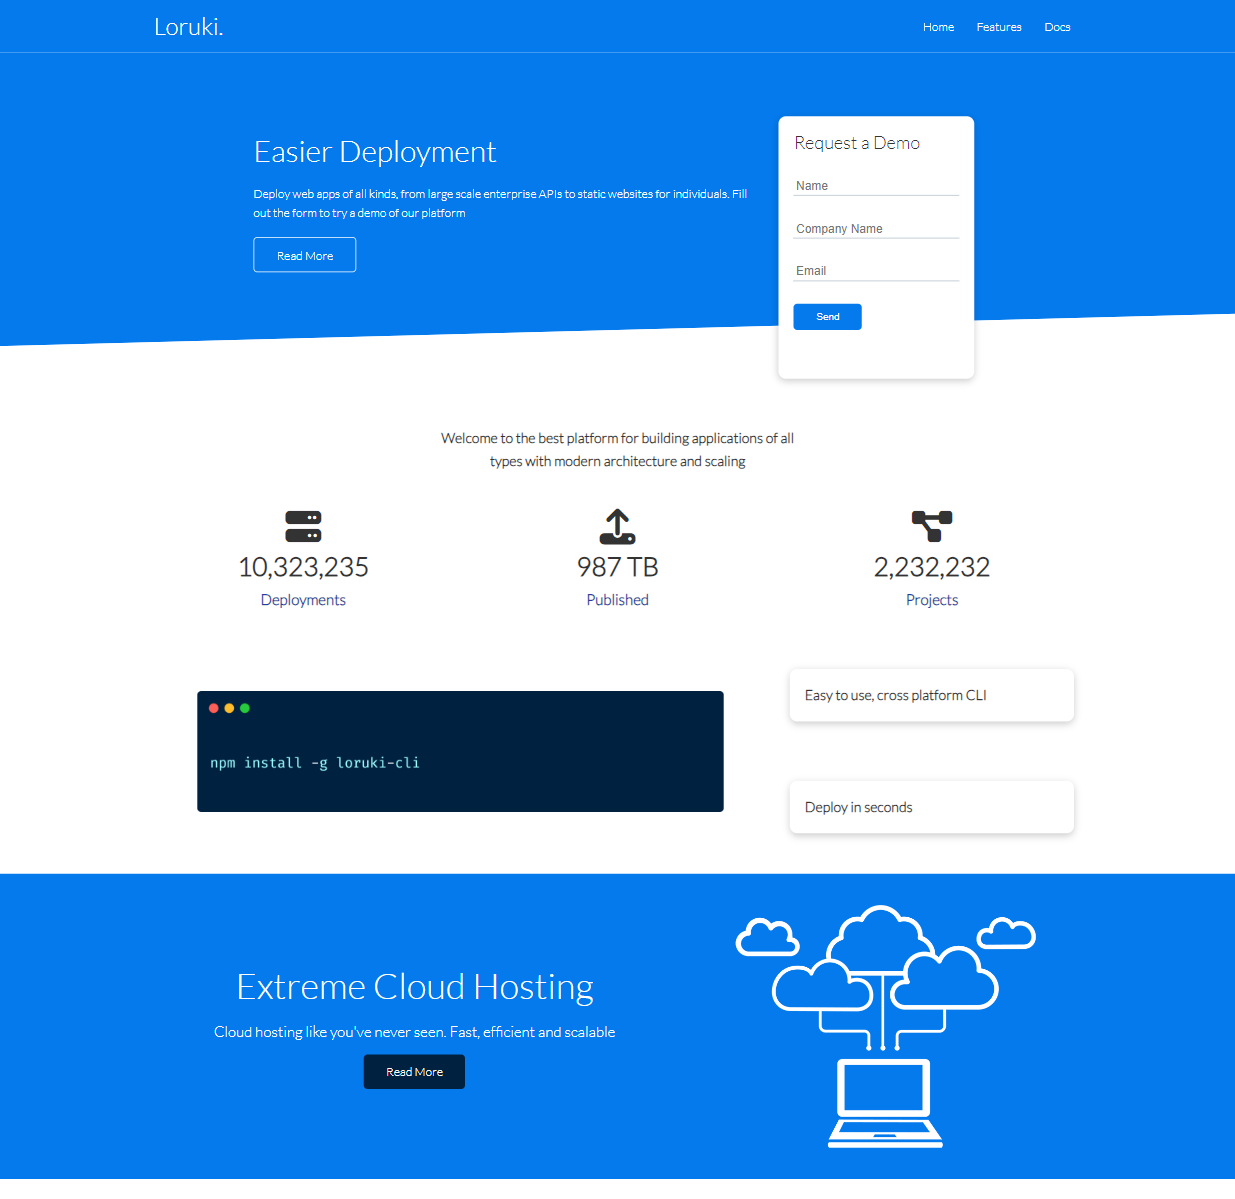 Loruki.
Home
Features
Docs
Easier Deployment
Deploy web apps of all kinds, from large scale enterprise APIs to static websites for individuals. Fill
out the form to try a demo of our platform
Read More
Request a Demo
Name
Company Name
Email
Send
Welcome to the best platform for building applications of all
types with modern architecture and scaling
10,323,235
Deployments
987 TB
Published
2,232,232
Projects
npm install -g loruki-cli
Easy to use, cross platform CLI
Deploy in seconds
Extreme Cloud Hosting
Cloud hosting like you've never seen. Fast, efficient and scalable
Read More